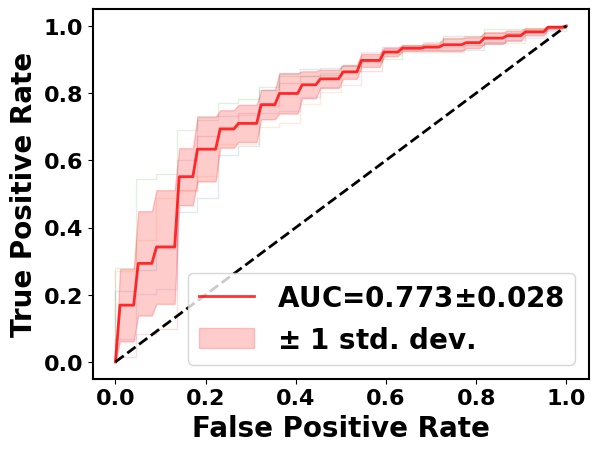 1.0
0.8
0.6
0.4
0.2
0.0
True Positive Rate
AUC=0.773±0.028
± 1 std. dev.
0.0 0.2 0.4 0.6 0.8 1.0
False Positive Rate